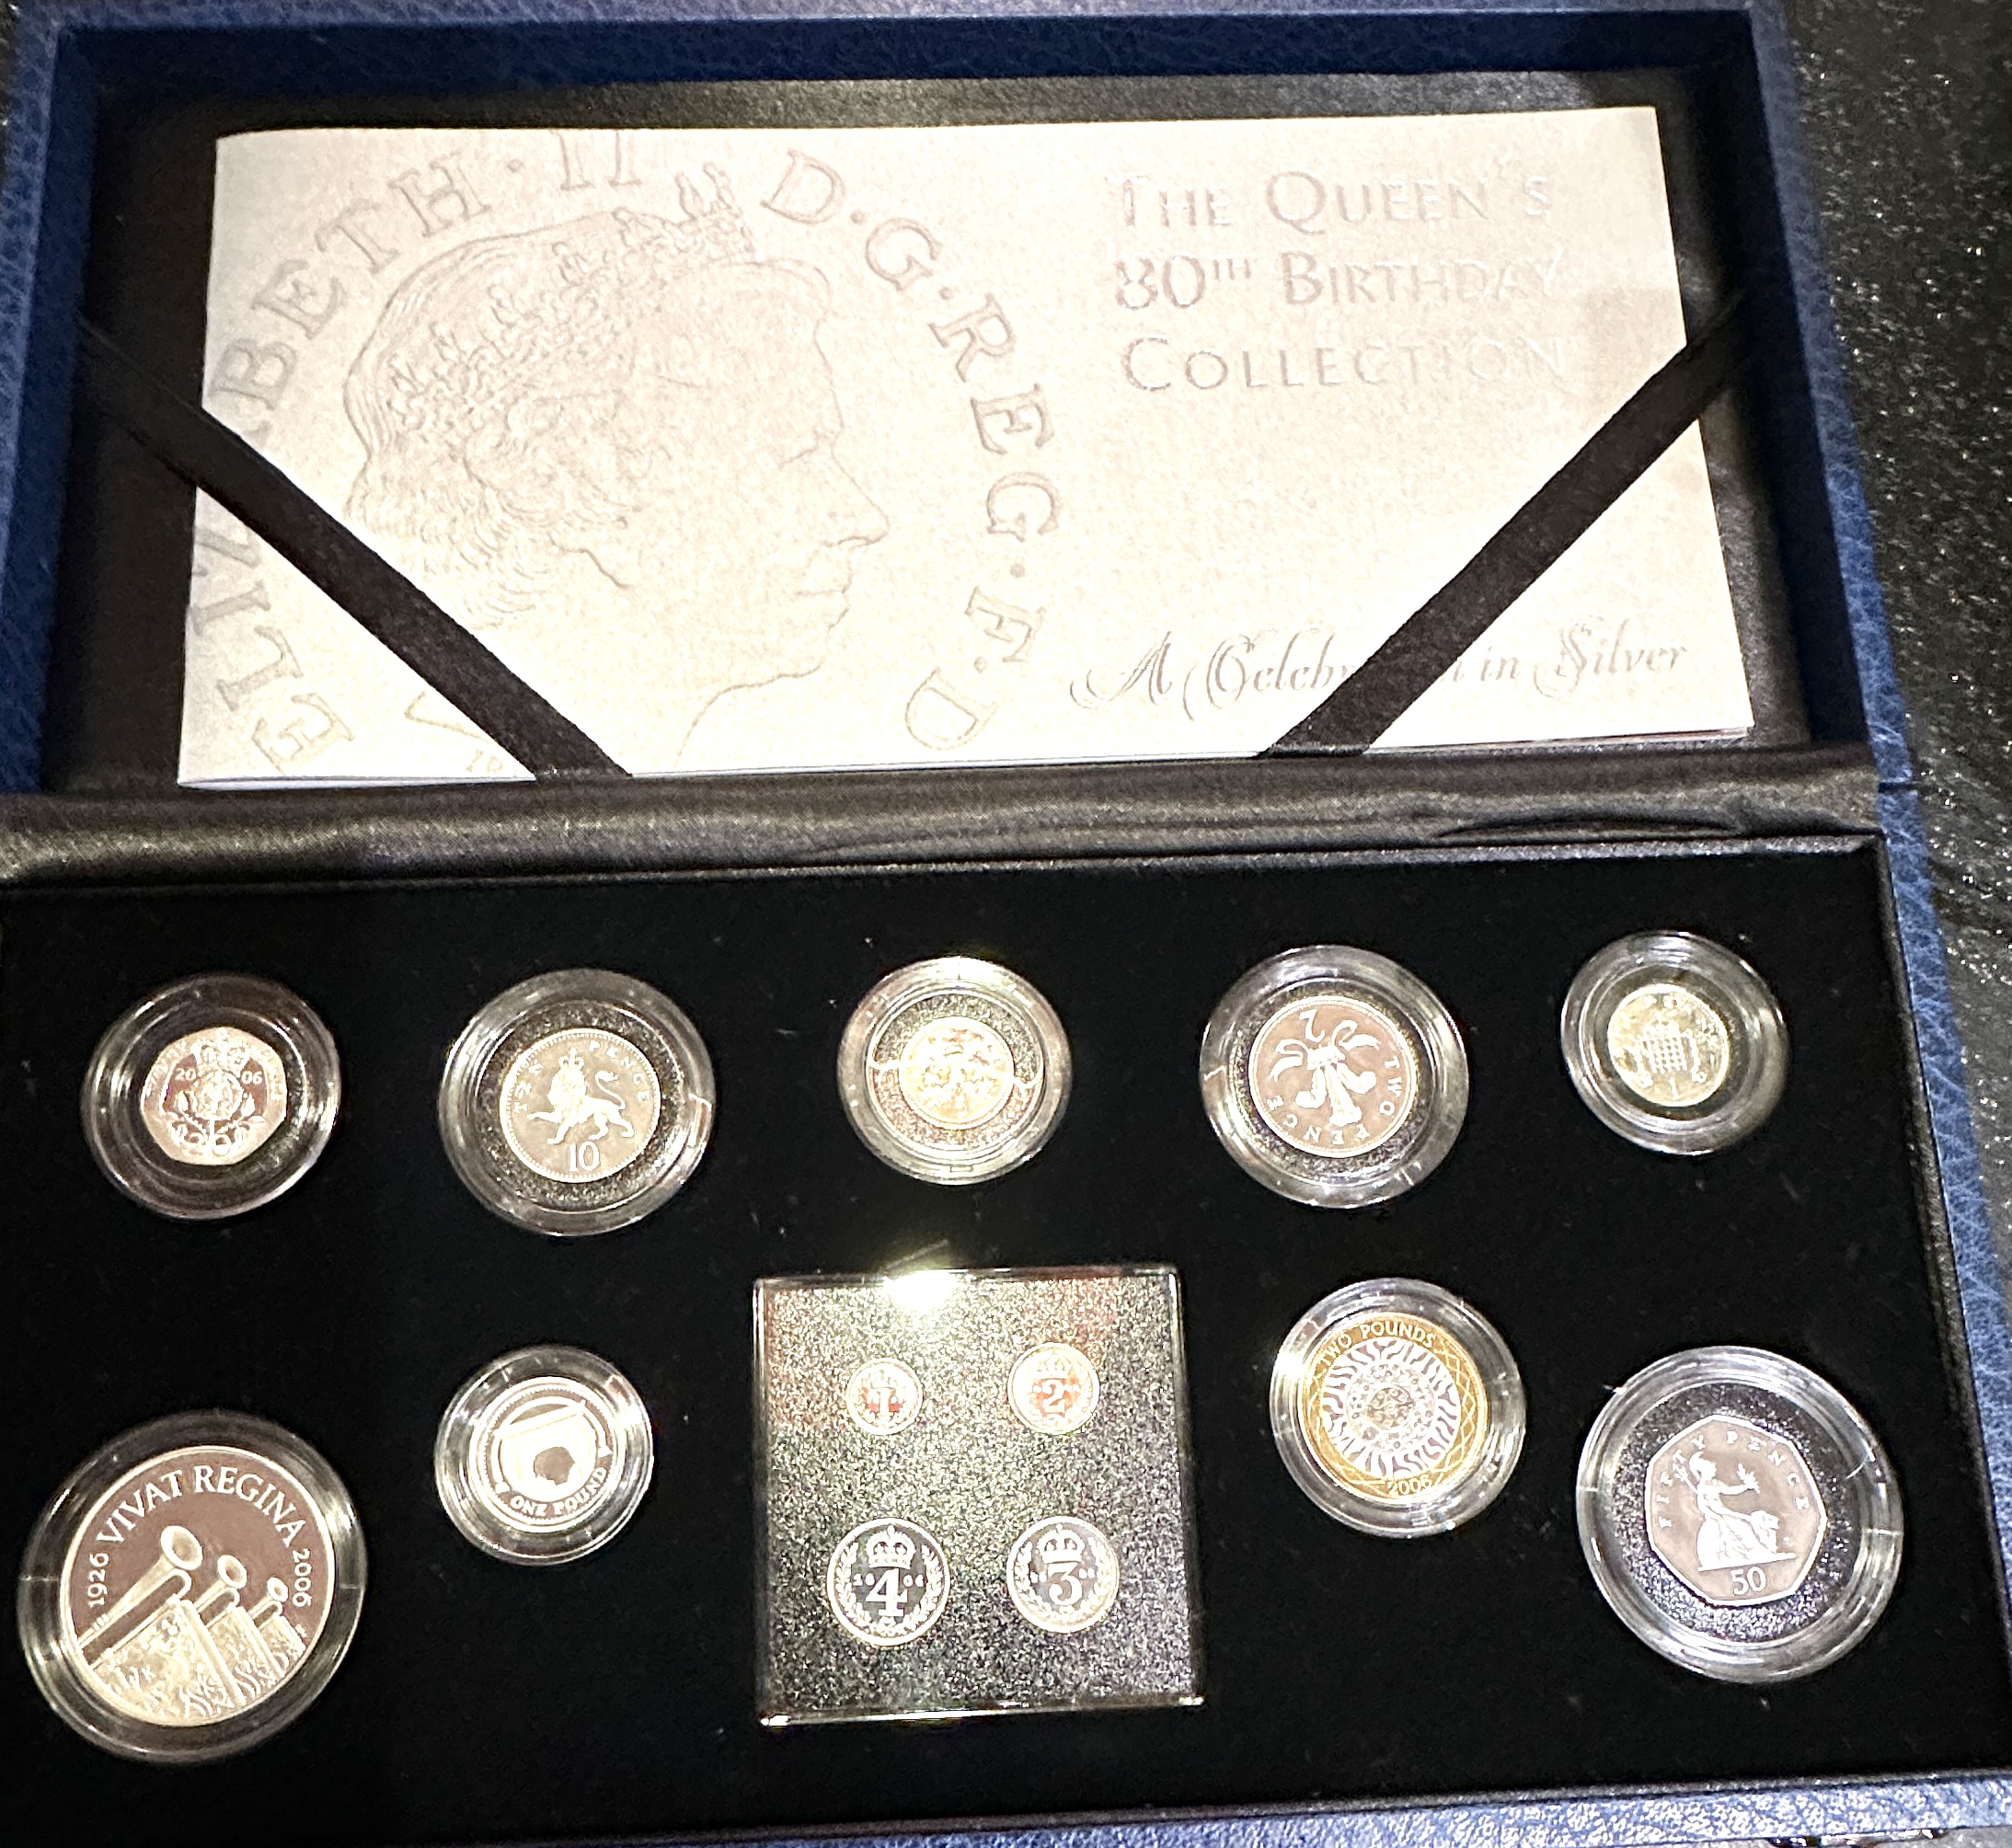 ELIZABETH · II D · G · REG · F · D
THE QUEEN'S
80TH BIRTHDAY
COLLECTION
A in Silver
2006
TEN PENCE
10
2
TWO
PENCE
1
1926 VIVAT REGINA 2006
ONE POUND
1
2
4
3
TWO POUNDS
2006
FIFTY PENCE
50